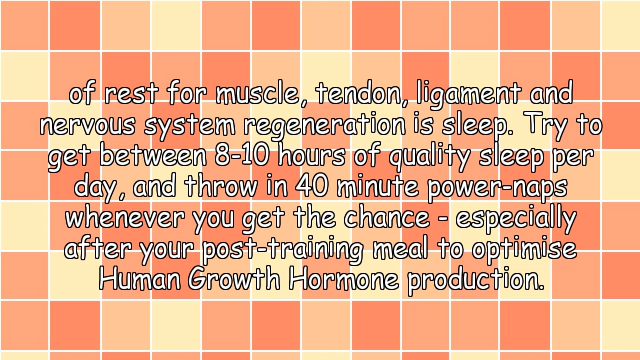 of rest for muscle, tendon, ligament and
nervous system regeneration is sleep. Try to
get between 8-10 hours of quality sleep per
day, and throw in 40 minute power-naps
whenever you get the chance - especially
after your post-training meal to optimise
Human Growth Hormone production.